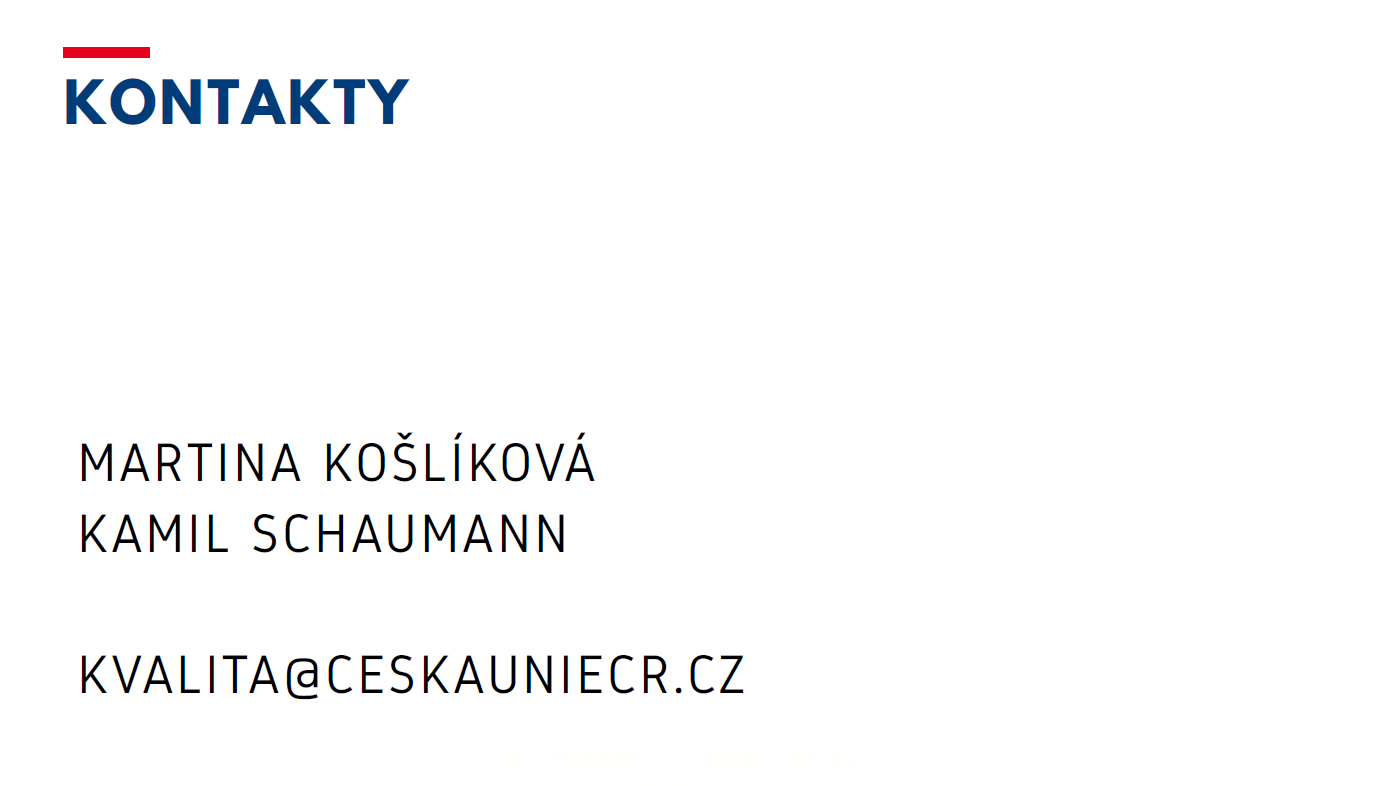 KONTAKTY
MARTINA KOŠLÍKOVÁ
KAMIL SCHAUMANN
KVALITA@CESKAUNIECR.CZ